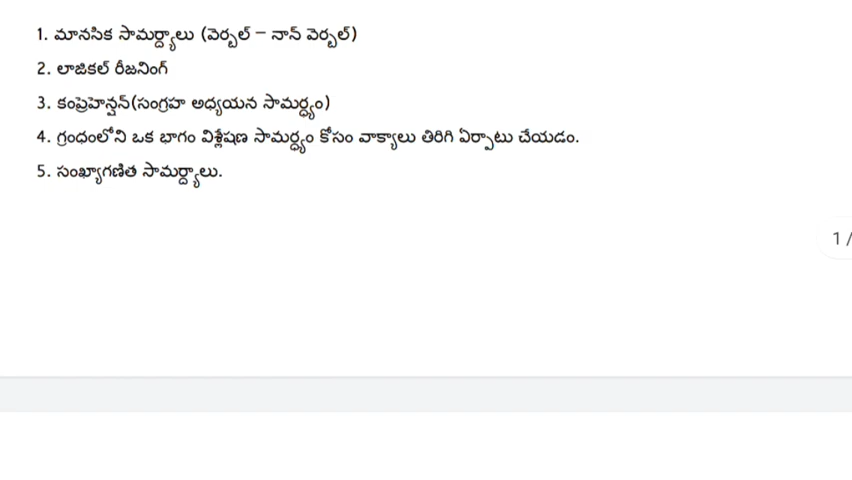 1. మానసిక సామర్ద్యాలు (వెర్బల్ – నాన్ వెర్బల్)
2. లాజికల్ రీజనింగ్
3. కంప్రెహెన్షన్(సంగ్రహ అధ్యయన సామర్ధ్యం)
4. గ్రంధంలోని ఒక భాగం విశ్లేషణ సామర్ధ్యం కోసం వాక్యాలు తిరిగి ఏర్పాటు చేయడం.
5. సంఖ్యాగణిత సామర్ద్యాలు.
1 /